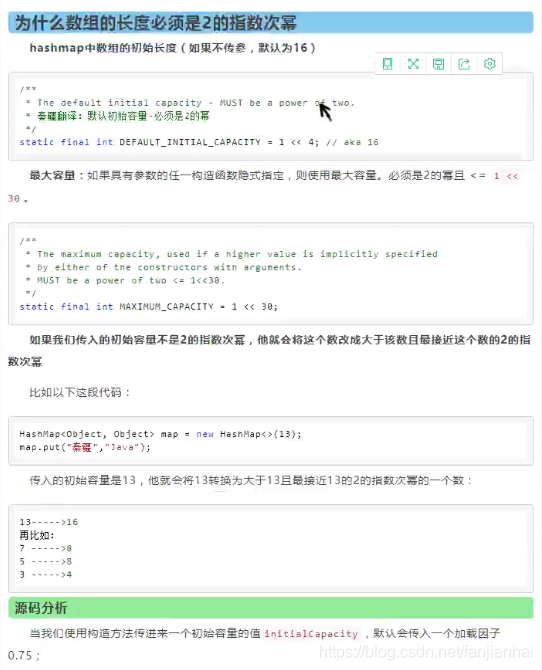 为什么数组的长度必须是2的指数次幂
hashmap中数组的初始长度（如果不传参，默认为16）
/**
 * The default initial capacity - MUST be a power of two.
 * 秦疆翻译：默认初始容量-必须是2的幂
 */
static final int DEFAULT_INITIAL_CAPACITY = 1 << 4; // aka 16
最大容量：如果具有参数的任一构造函数隐式指定，则使用最大容量。必须是2的幂且 <= 1 <<
30 。
/**
 * The maximum capacity, used if a higher value is implicitly specified
 * by either of the constructors with arguments.
 * MUST be a power of two <= 1<<30.
 */
static final int MAXIMUM_CAPACITY = 1 << 30;
如果我们传入的初始容量不是2的指数次幂，他就会将这个数改成大于该数且最接近这个数的2的指
数次幂
比如以下这段代码：
HashMap<Object, Object> map = new HashMap<>(13);
map.put("秦疆","Java");
传入的初始容量是13，他就会将13转换为大于13且最接近13的2的指数次幂的一个数：
13----->16
再比如：
7 ----->8
5 ----->8
3 ----->4
源码分析
当我们使用构造方法传进来一个初始容量的值 initialCapacity ，默认会传入一个加载因子
0.75；
https://blog.csdn.net/fanjianhai